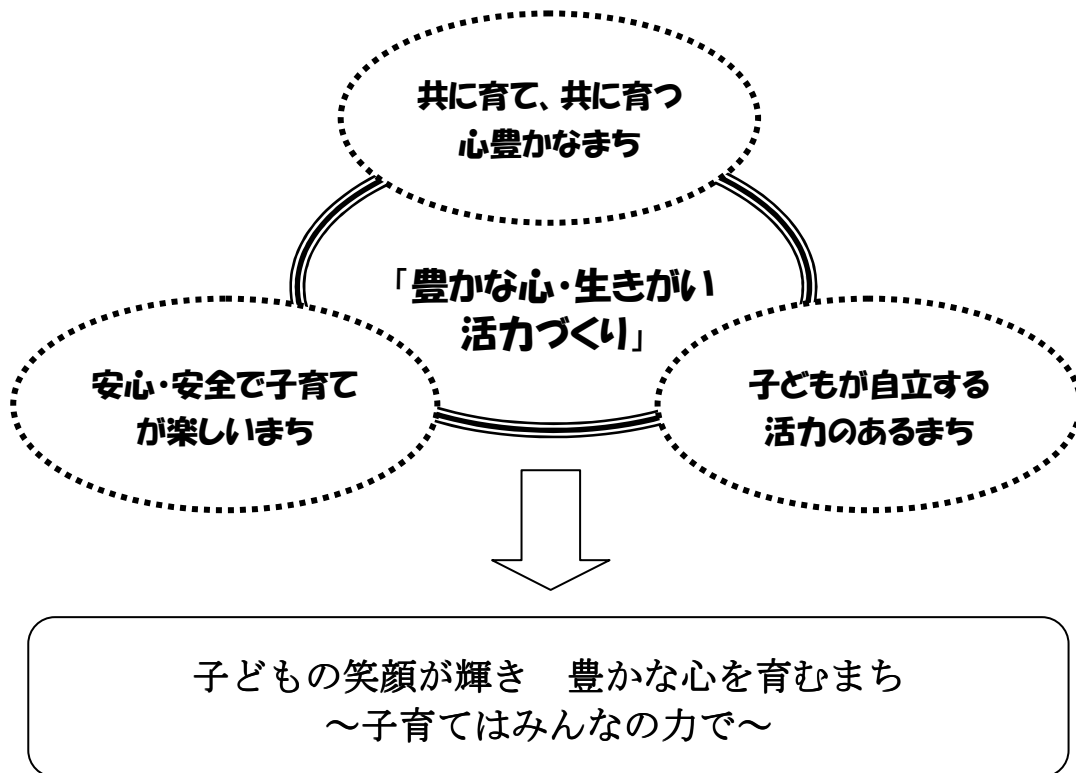 共に育て、共に育つ
心豊かなまち
「豊かな心・生きがい
活力づくり」
安心・安全で子育て
が楽しいまち
子どもが自立する
活力のあるまち
子どもの笑顔が輝き　豊かな心を育むまち
～子育てはみんなの力で～